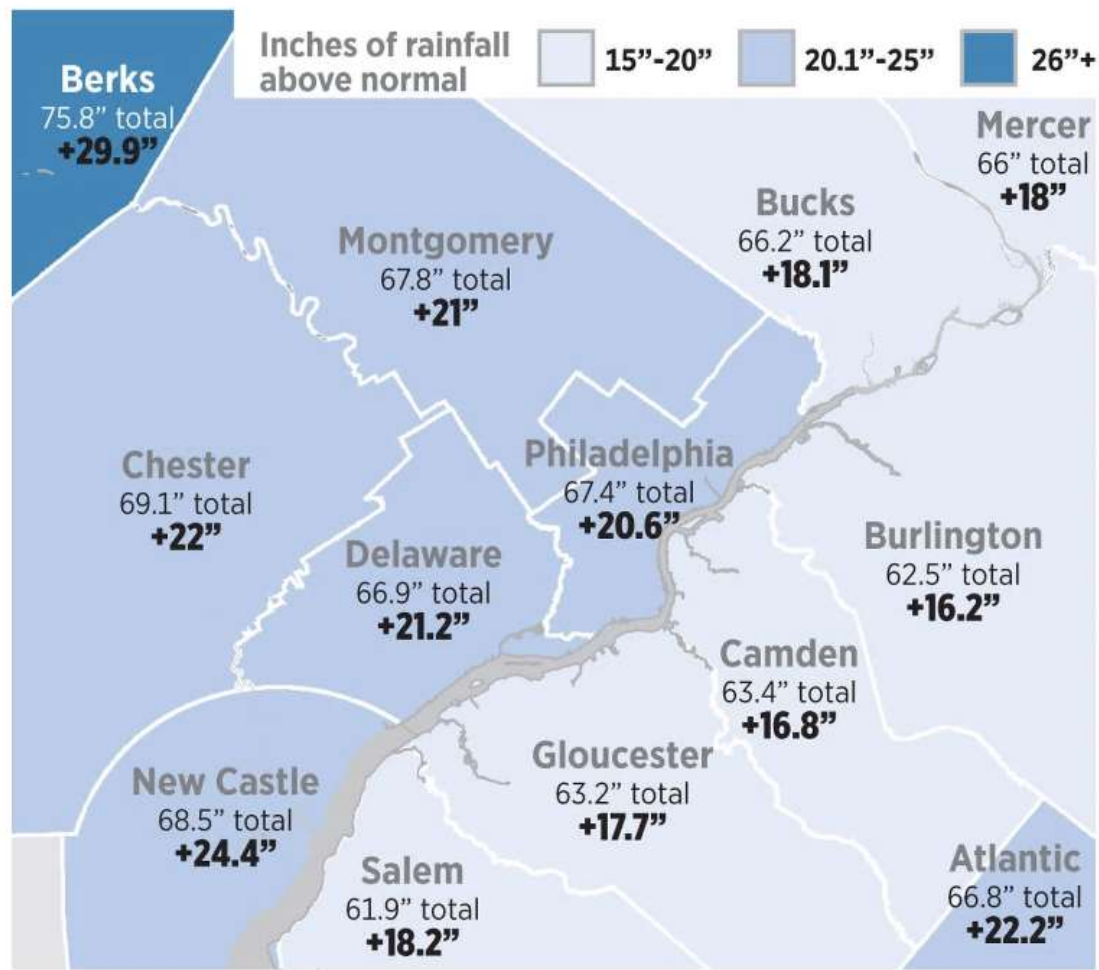 Inches of rainfall
above normal
15”-20”
20.1”-25”
26”+
Berks
75.8” total
+29.9”
Mercer
66” total
+18”
Bucks
66.2” total
+18.1”
Montgomery
67.8” total
+21”
Chester
69.1” total
+22”
Philadelphia
67.4” total
+20.6”
Delaware
66.9” total
+21.2”
Burlington
62.5” total
+16.2”
Camden
63.4” total
+16.8”
Gloucester
63.2” total
+17.7”
New Castle
68.5” total
+24.4”
Salem
61.9” total
+18.2”
Atlantic
66.8” total
+22.2”